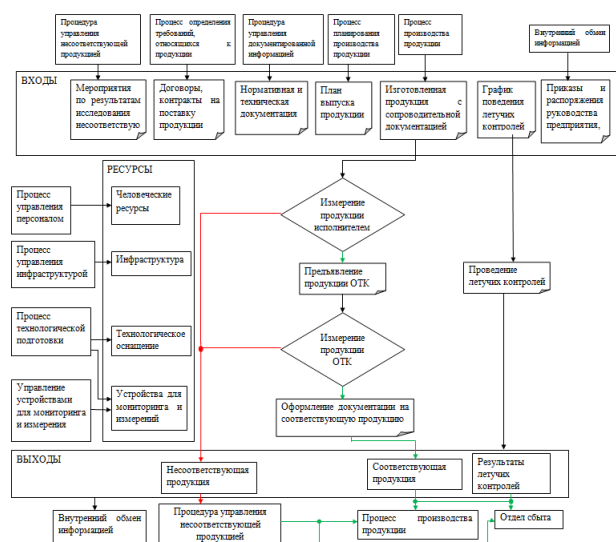 Процедура
управления
несоответствующей
продукцией
Процесс определения
требований,
относящихся к
продукции
Процедура
управления
документированной
информацией
Процесс
планирования
производства
продукции
Процесс
производства
продукции
Внутренний обмен
информацией
ВХОДЫ
Мероприятия
по результатам
исследования
несоответствую
Договоры,
контракты на
поставку
продукции
Нормативная и
техническая
документация
План
выпуска
продукции
Изготовленная
продукция с
сопроводительной
документацией
График
поведения
летучих
контролей
Приказы и
распоряжения
руководства
предприятия,
РЕСУРСЫ
Процесс
управления
персоналом
Человеческие
ресурсы
Процесс
управления
инфраструктурой
Инфраструктура
Процесс
технологической
подготовки
Технологическое
оснащение
Управление
устройствами
для мониторинга
и измерения
Устройства для
мониторинга и
измерений
Измерение
продукции
исполнителем
Предъявление
продукции ОТК
Измерение
продукции
ОТК
Оформление документации на
соответствующую продукцию
Проведение
летучих контролей
ВЫХОДЫ
Несоответствующая
продукция
Соответствующая
продукция
Результаты
летучих
контролей
Внутренний обмен
информацией
Процедура управления
несоответствующей
продукцией
Процесс производства
продукции
Отдел сбыта